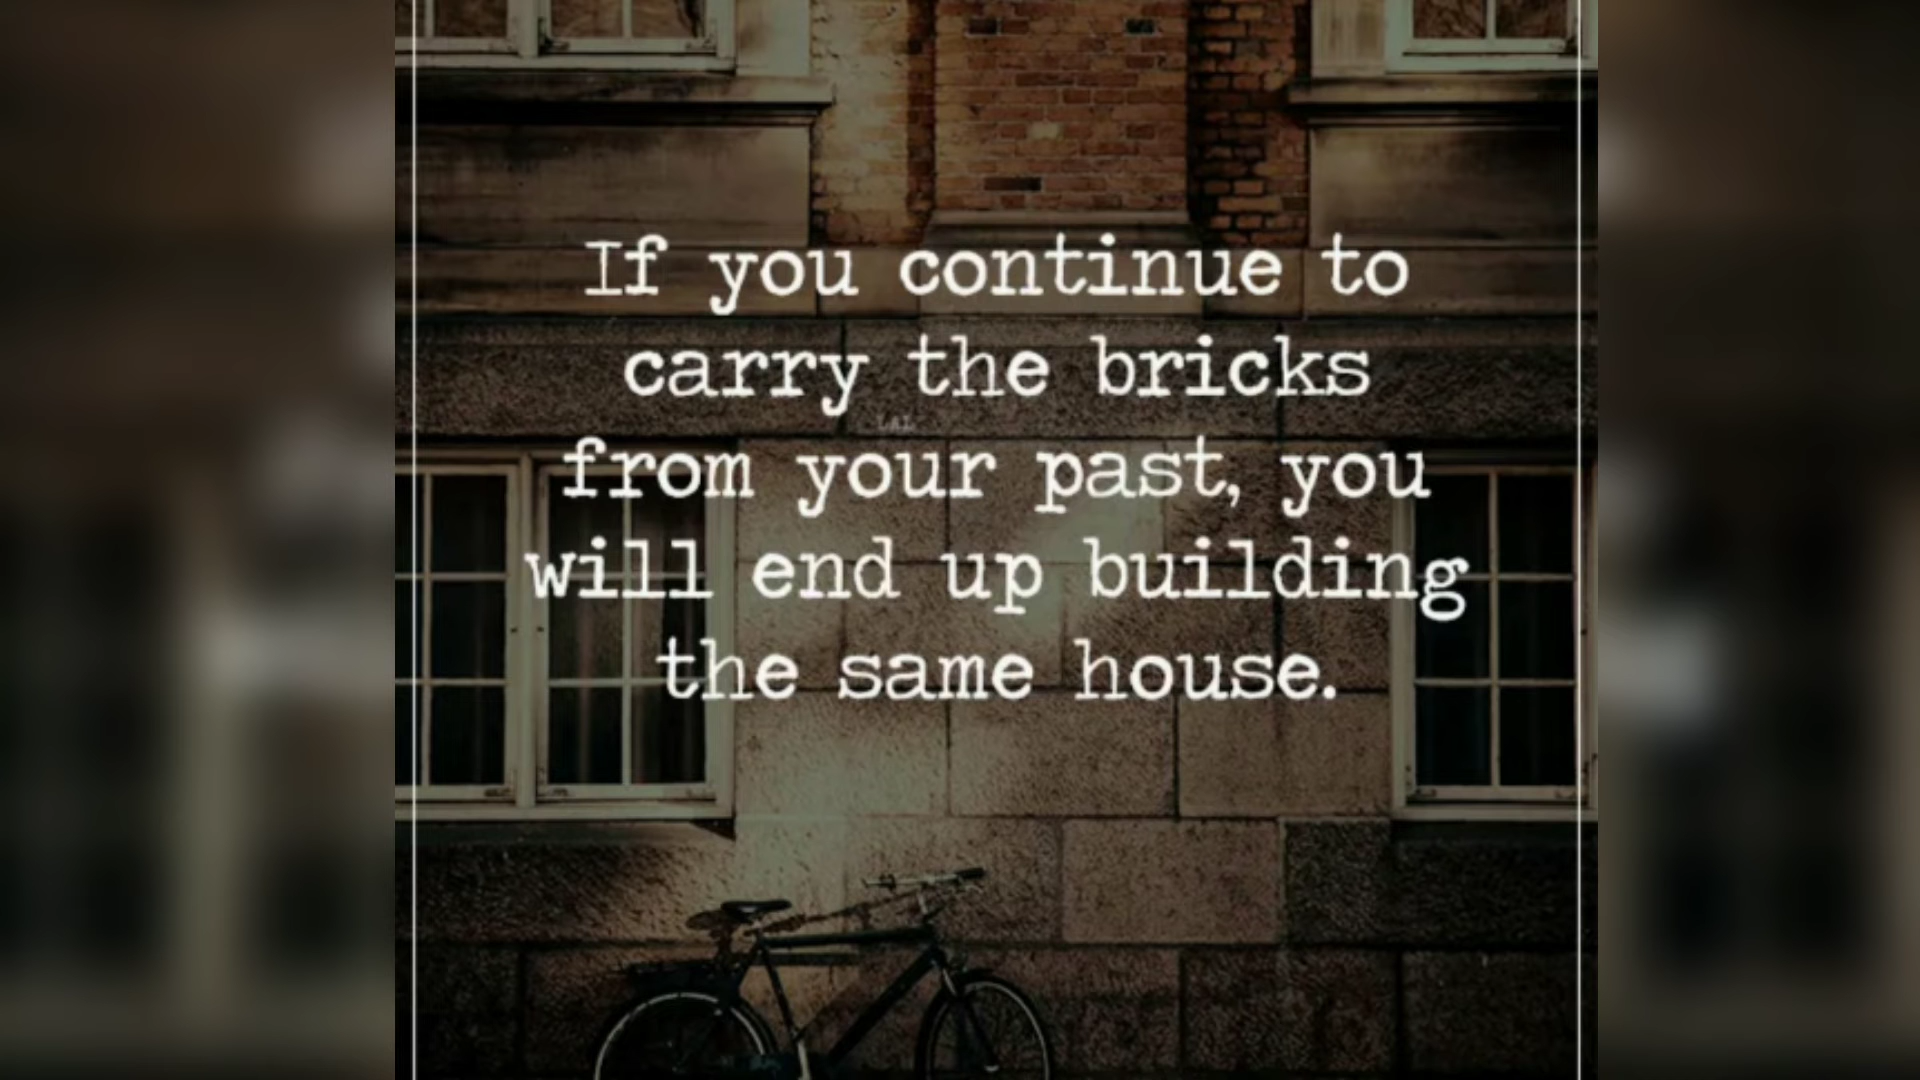 If you continue to
carry the bricks
from your past, you
will end up building
the same house.